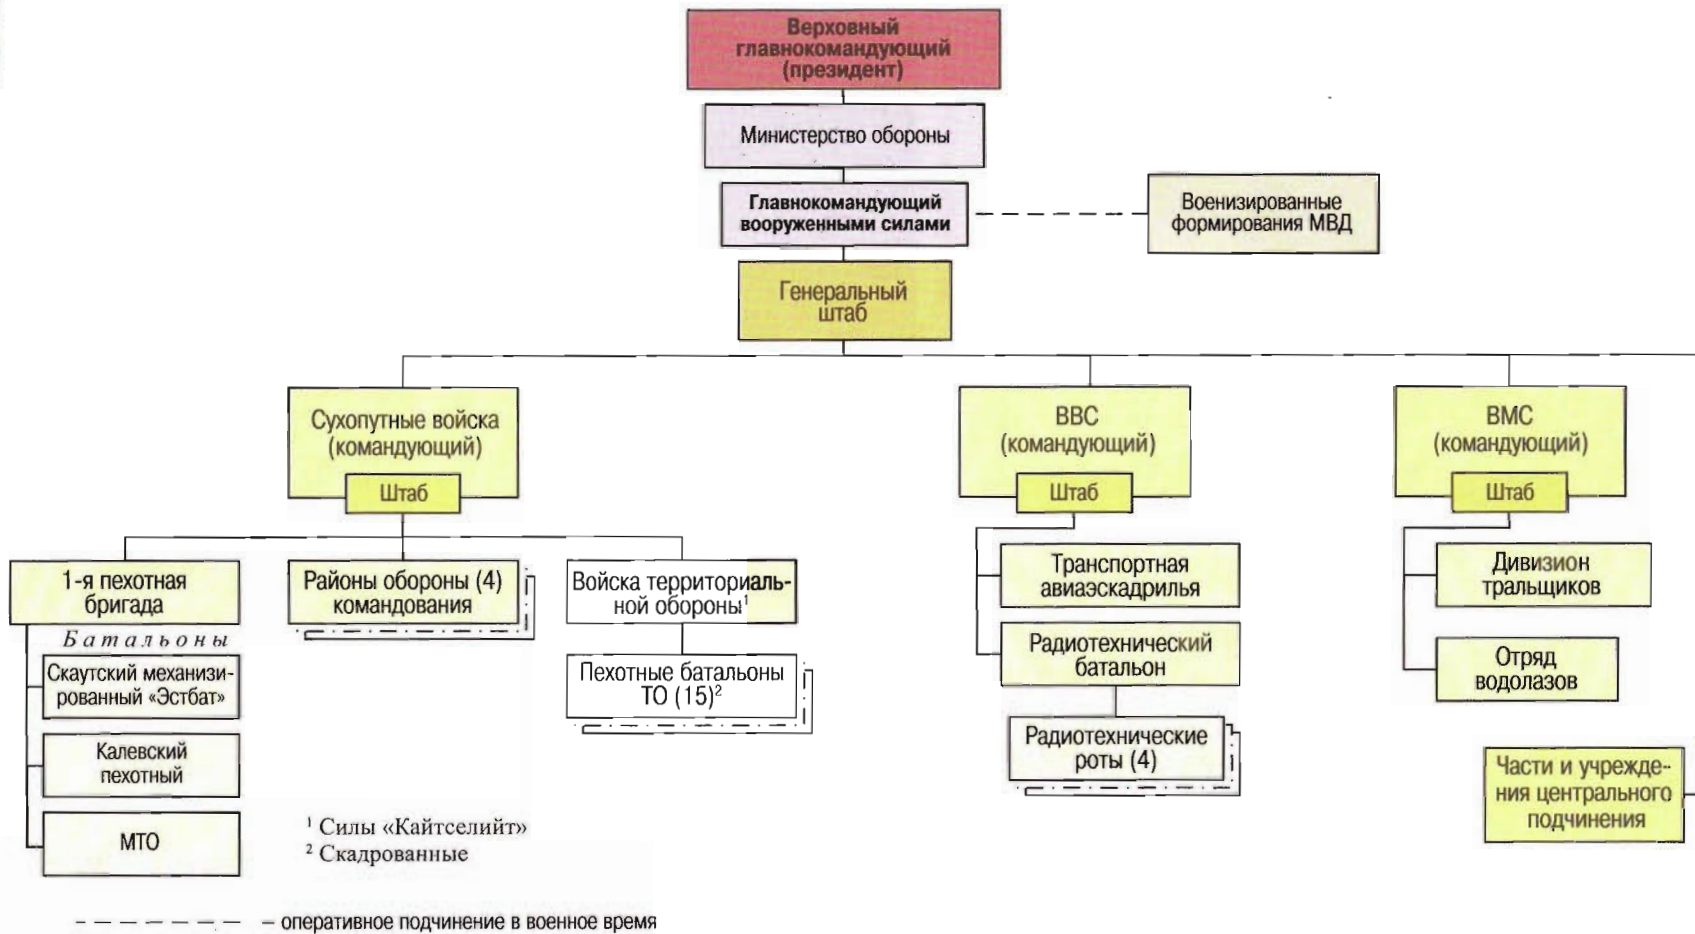 Верховный
главнокомандующий
(президент)
Министерство обороны
Главнокомандующий
вооруженными силами
Военизированные
формирования МВД
Генеральный
штаб
Сухопутные войска
(командующий)
Штаб
ВВС
(командующий)
Штаб
ВМС
(командующий)
Штаб
1-я пехотная
бригада
Батальоны
Скаутский механизи-
рованный «Эстбат»
Калевский
пехотный
МТО
Районы обороны (4)
командования
Войска территориаль-
ной обороны¹
Пехотные батальоны
ТО (15)²
Транспортная
авиаэскадрилья
Радиотехнический
батальон
Радиотехнические
роты (4)
Дивизион
тральщиков
Отряд
водолазов
Части и учрежде-
ния центрального
подчинения
¹ Силы «Кайтселийт»
² Скадрованные
– оперативное подчинение в военное время